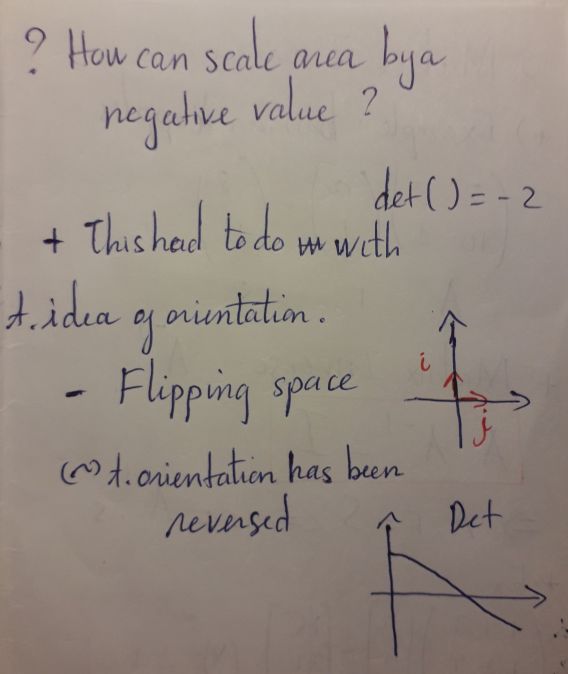 ? How can scale area by a
negative value ?
det( ) = - 2
+ This had to do with
t. idea of orientation.
i
- Flipping space
j
(~) t. orientation has been
reversed
Det